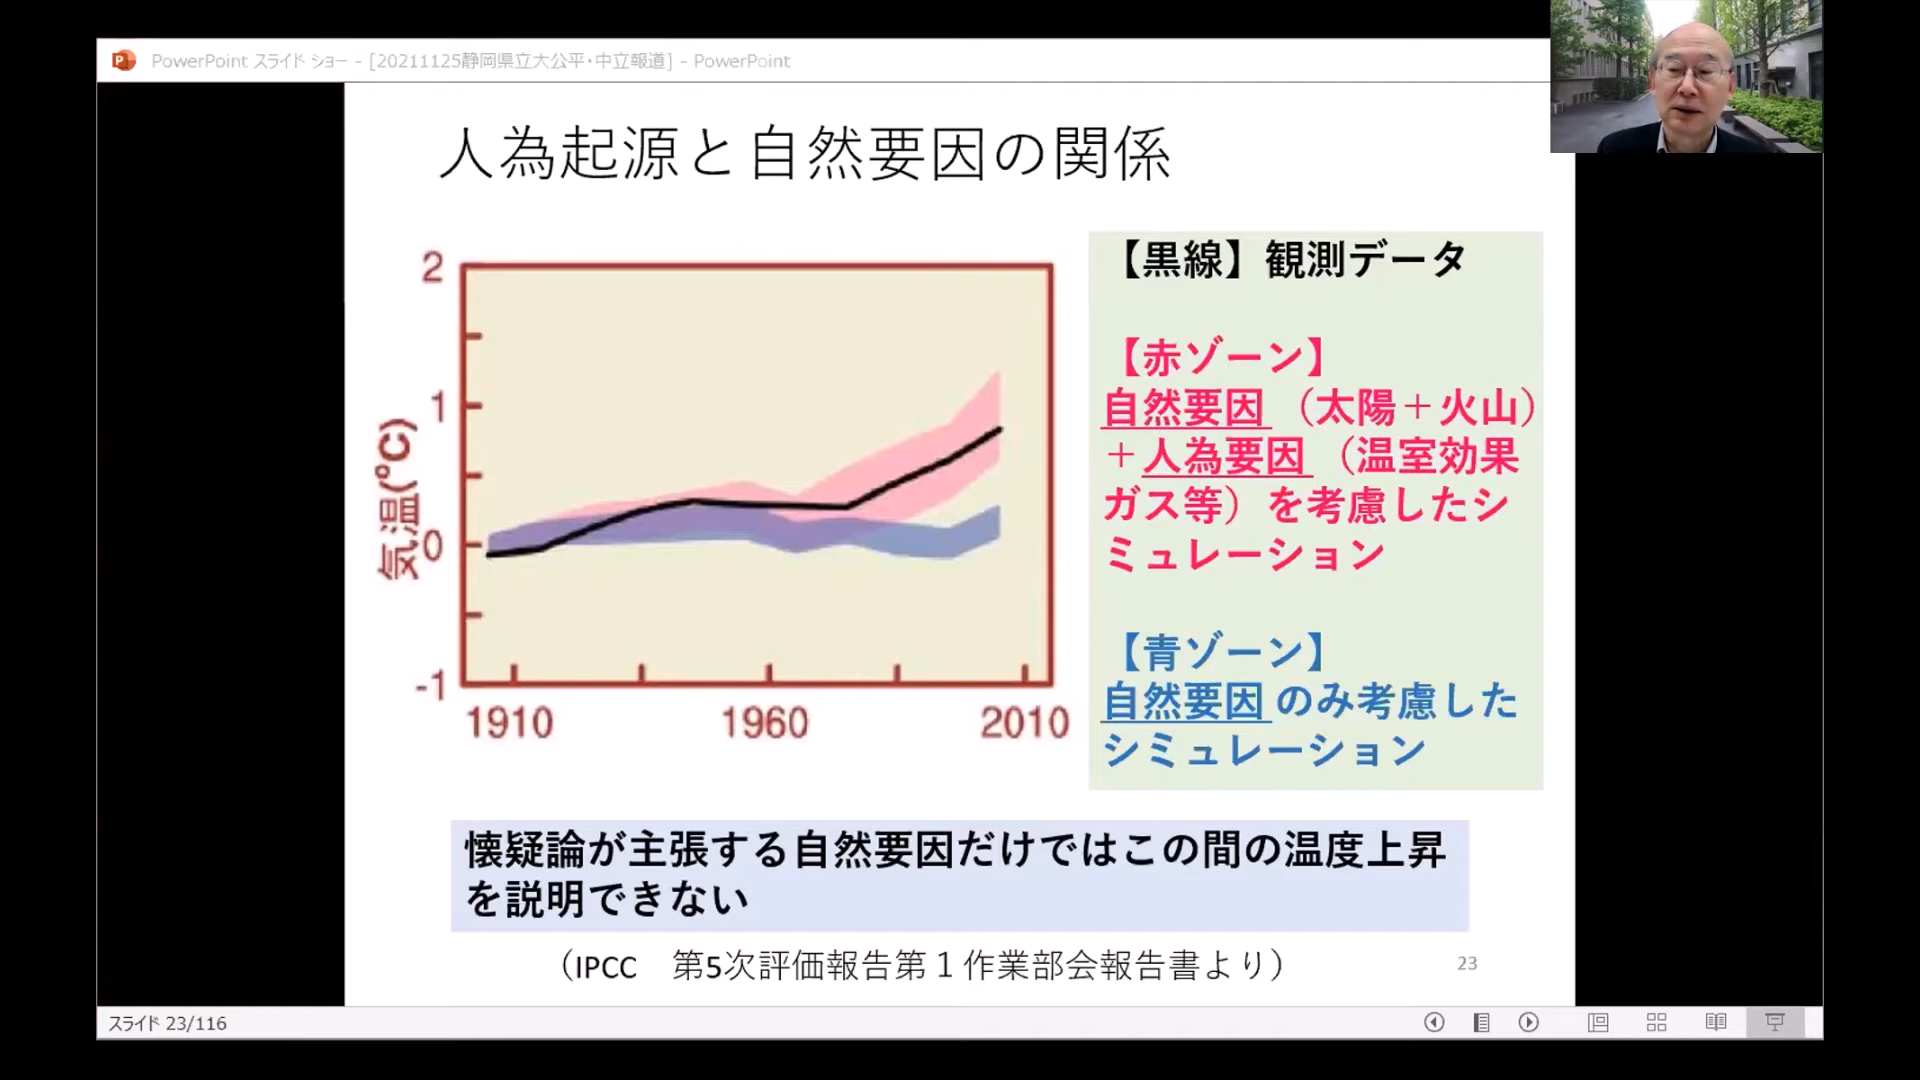 PowerPoint スライド ショー - [20211125静岡県立大公平・中立報道] - PowerPoint
人為起源と自然要因の関係
2
1
0
-1
気温(°C)
1910
1960
2010
【黒線】観測データ
【赤ゾーン】
自然要因（太陽＋火山）
＋人為要因（温室効果
ガス等）を考慮したシ
ミュレーション
【青ゾーン】
自然要因のみ考慮した
シミュレーション
懐疑論が主張する自然要因だけではこの間の温度上昇
を説明できない
（IPCC　第5次評価報告第１作業部会報告書より）
23
スライド 23/116